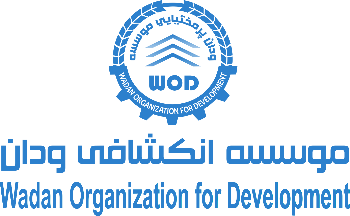 ودان پرمختیایي موسسه
WOD
WADAN ORGANIZATION FOR DEVELOPMENT
موسسه انکشافی ودان
Wadan Organization for Development